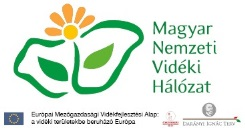 Magyar
Nemzeti
Vidéki
Hálózat
Európai Mezőgazdasági Vidékfejlesztési Alap:
a vidéki területekbe beruházó Európa